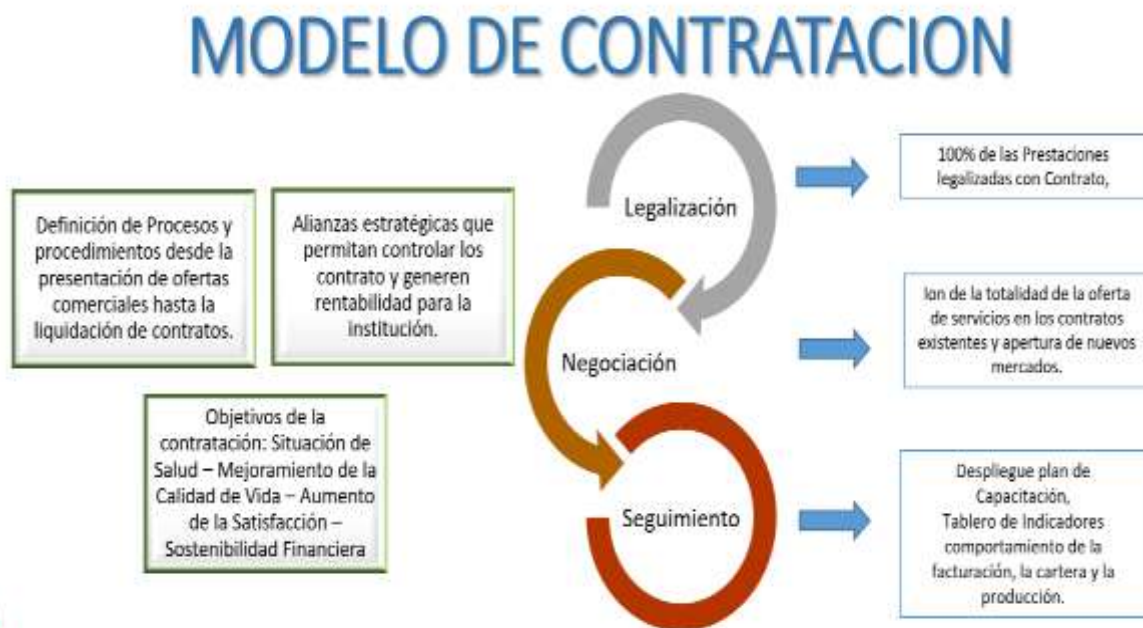 MODELO DE CONTRATACION
Definición de Procesos y
procedimientos desde la
presentación de ofertas
comerciales hasta la
liquidación de contratos.
Alianzas estratégicas que
permitan controlar los
contrato y generen
rentabilidad para la
institución.
Objetivos de la
contratación: Situación de
Salud – Mejoramiento de la
Calidad de Vida – Aumento
de la Satisfacción –
Sostenibilidad Financiera
Legalización
100% de las Prestaciones
legalizadas con Contrato,
Negociación
Ion de la totalidad de la oferta
de servicios en los contratos
existentes y apertura de nuevos
mercados.
Seguimiento
Despliegue plan de
Capacitación,
Tablero de Indicadores
comportamiento de la
facturación, la cartera y la
producción.